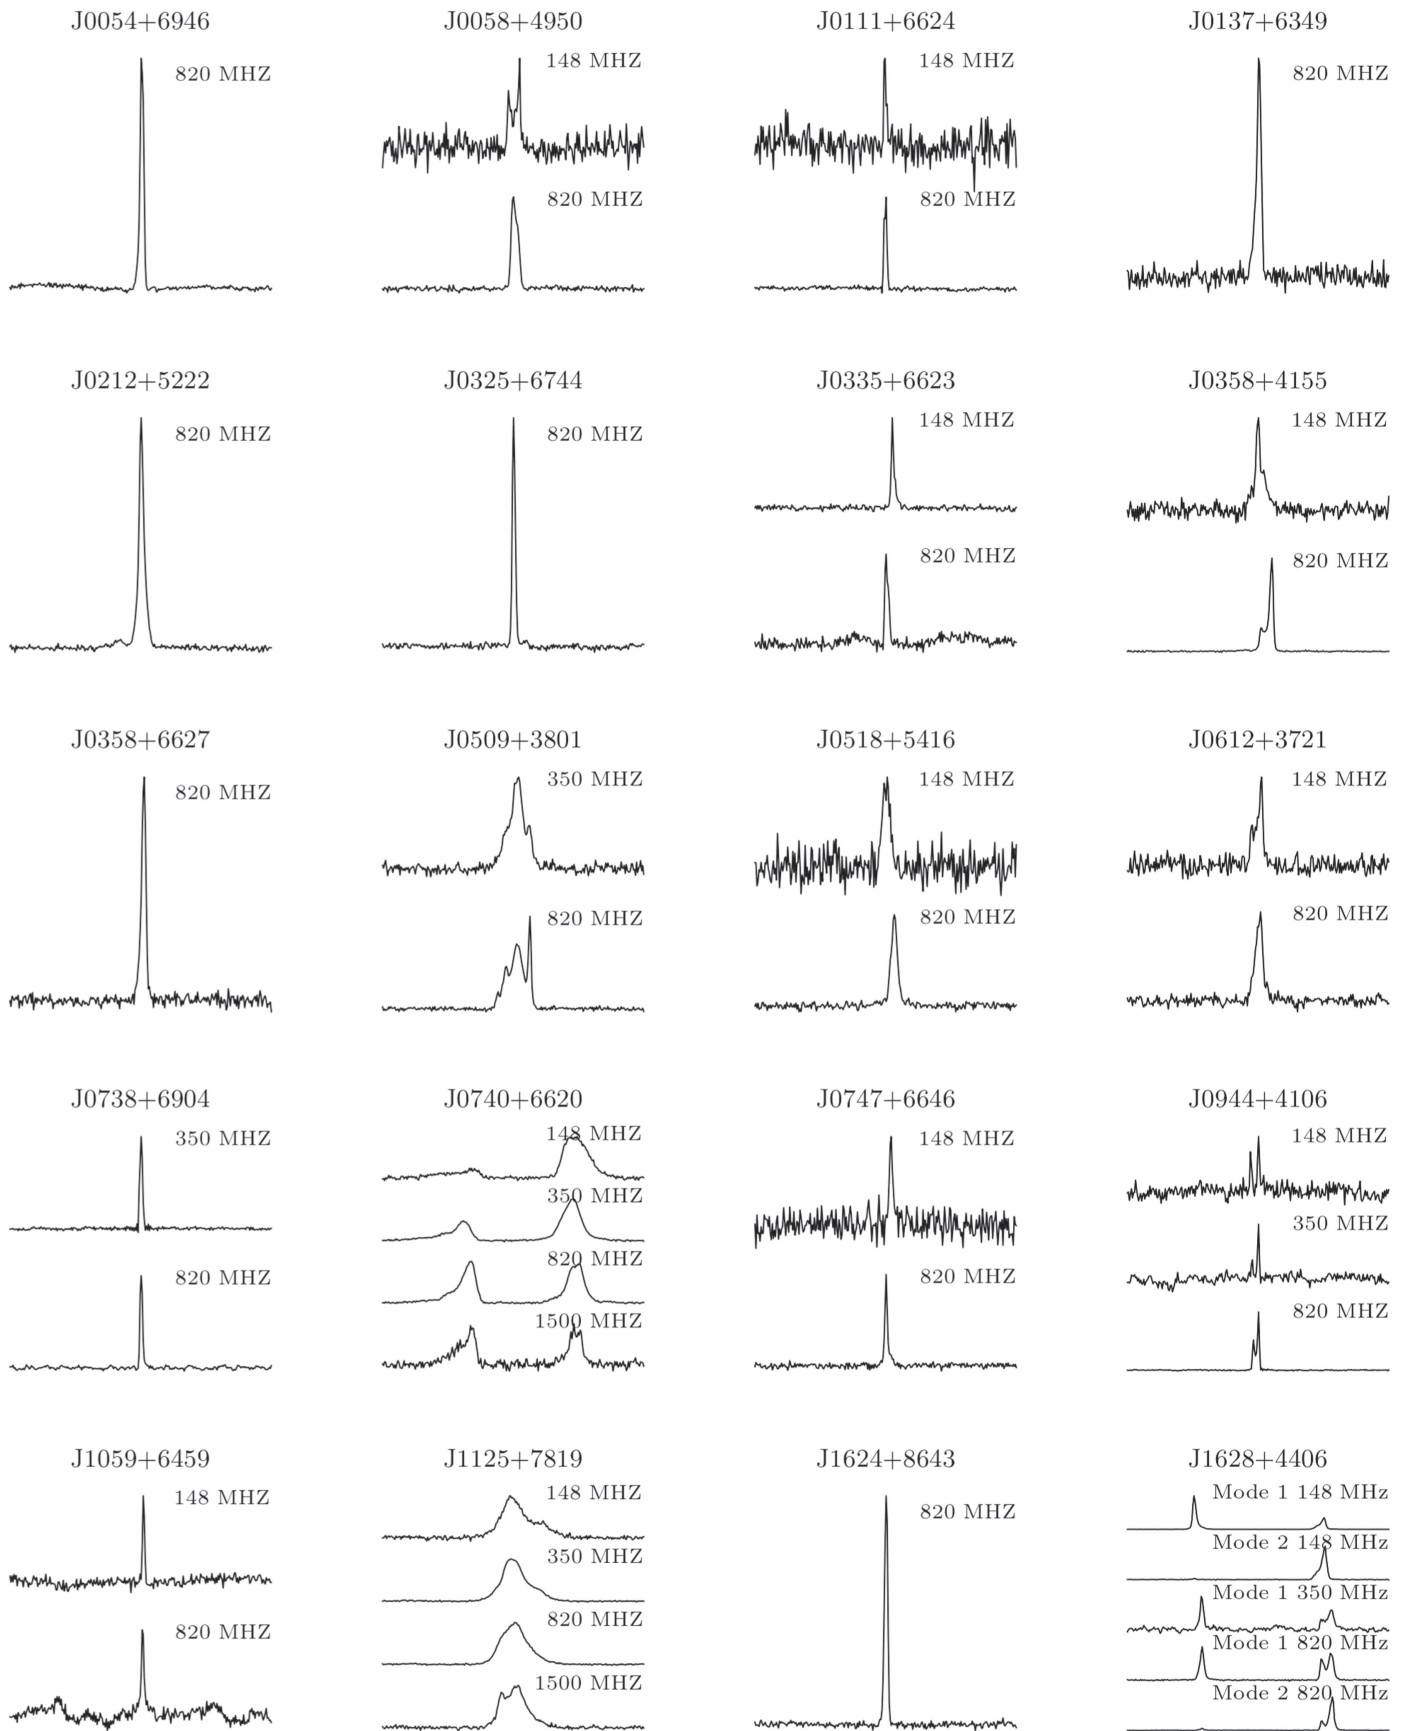 J0054+6946
820 MHZ
J0058+4950
148 MHZ
820 MHZ
J0111+6624
148 MHZ
820 MHZ
J0137+6349
820 MHZ
J0212+5222
820 MHZ
J0325+6744
820 MHZ
J0335+6623
148 MHZ
820 MHZ
J0358+4155
148 MHZ
820 MHZ
J0358+6627
820 MHZ
J0509+3801
350 MHZ
820 MHZ
J0518+5416
148 MHZ
820 MHZ
J0612+3721
148 MHZ
820 MHZ
J0738+6904
350 MHZ
820 MHZ
J0740+6620
148 MHZ
350 MHZ
820 MHZ
1500 MHZ
J0747+6646
148 MHZ
820 MHZ
J0944+4106
148 MHZ
350 MHZ
820 MHZ
J1059+6459
148 MHZ
820 MHZ
J1125+7819
148 MHZ
350 MHZ
820 MHZ
1500 MHZ
J1624+8643
820 MHZ
J1628+4406
Mode 1 148 MHz
Mode 2 148 MHz
Mode 1 350 MHz
Mode 1 820 MHz
Mode 2 820 MHz